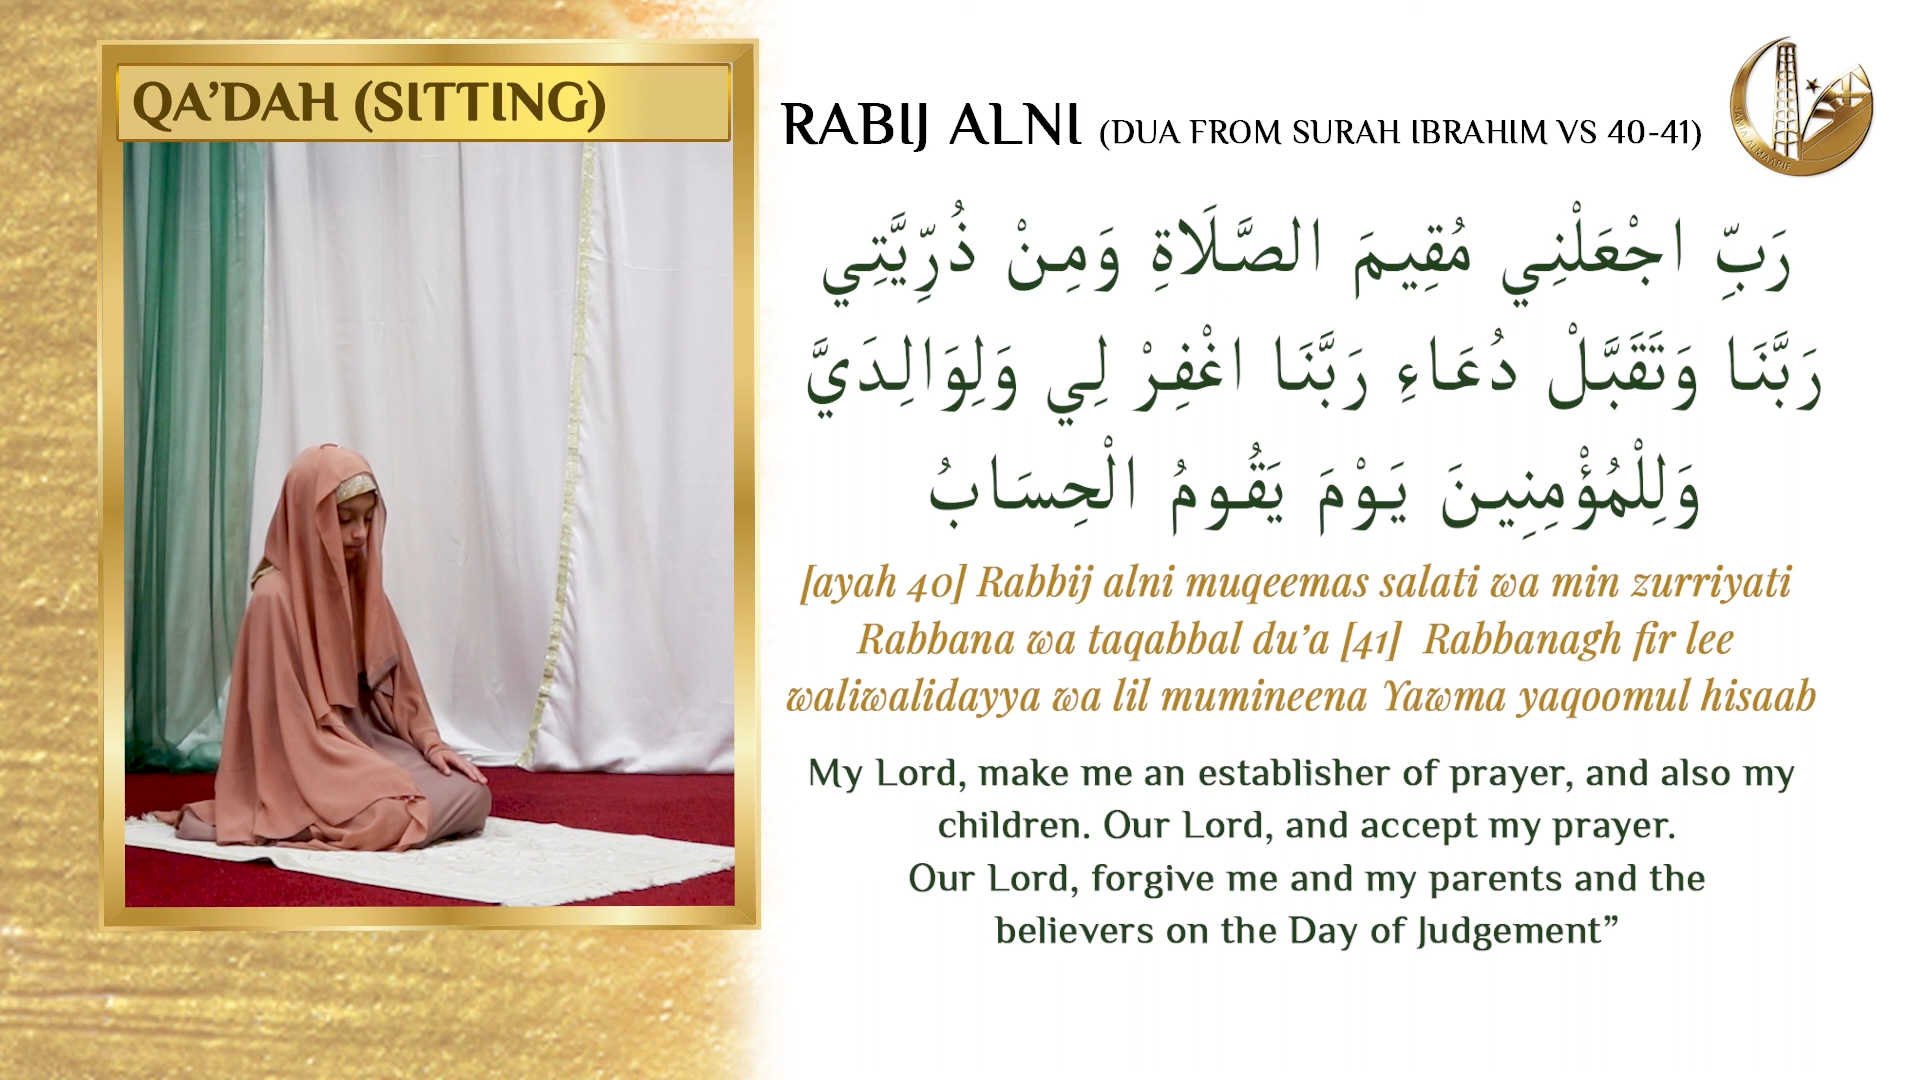 QA’DAH (SITTING)
RABIJ ALNI (DUA FROM SURAH IBRAHIM VS 40-41)
رَبِّ اجْعَلْنِي مُقِيمَ الصَّلَاةِ وَمِنْ ذُرِّيَّتِي
رَبَّنَا وَتَقَبَّلْ دُعَاءِ رَبَّنَا اغْفِرْ لِي وَلِوَالِدَيَّ
وَلِلْمُؤْمِنِينَ يَوْمَ يَقُومُ الْحِسَابُ
[ayah 40] Rabbij alni muqeemas salati wa min zurriyati
Rabbana wa taqabbal du’a [41] Rabbanagh fir lee
waliwalidayya wa lil mumineena Yawma yaqoomul hisaab
My Lord, make me an establisher of prayer, and also my
children. Our Lord, and accept my prayer.
Our Lord, forgive me and my parents and the
believers on the Day of Judgement”
JAMIA ALMAARIF